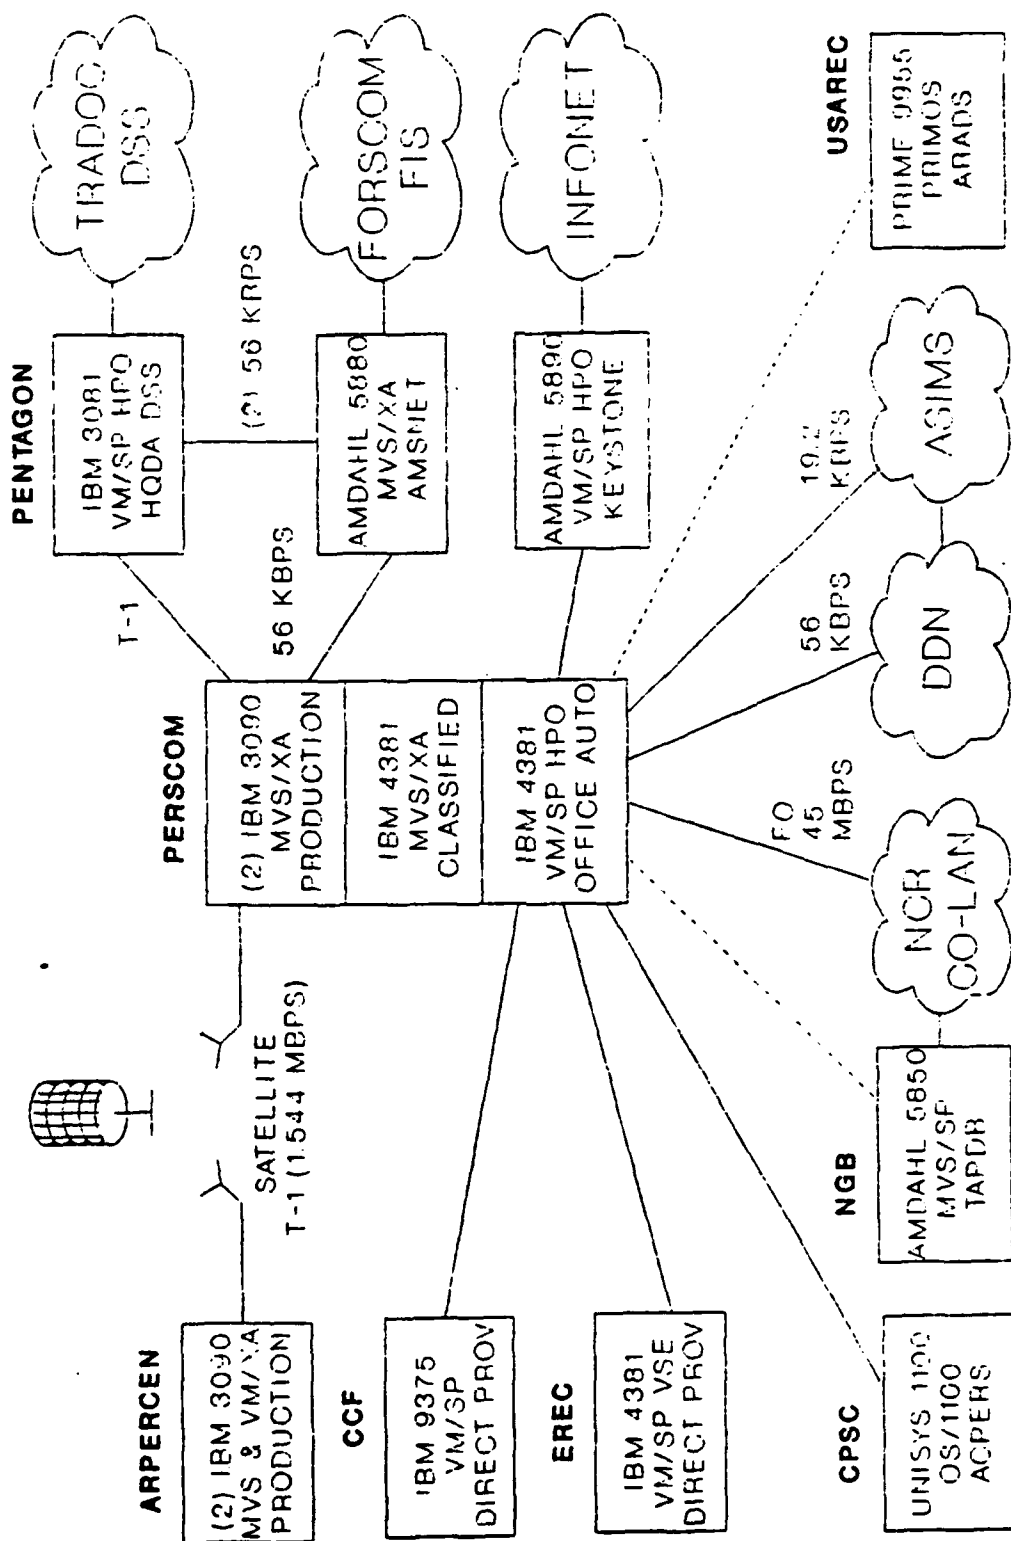 ARPERCEN
(2) IBM 3090
MVS & VM/XA
PRODUCTION
SATELLITE
T-1 (1.544 MBPS)
PERSCOM
(2) IBM 3090
MVS/XA
PRODUCTION
IBM 4381
MVS/XA
CLASSIFIED
IBM 4381
VM/SP HPO
OFFICE AUTO
T-1
56 KBPS
PENTAGON
IBM 3081
VM/SP HPO
HQDA DSS
(2) 56 KBPS
AMDAHL 5880
MVS/XA
AMSNET
AMDAHL 5890
VM/SP HPO
KEYSTONE
TRADOC
DSS
FORSCOM
FIS
INFONET
CCF
IBM 9375
VM/SP
DIRECT PROV
EREC
IBM 4381
VM/SP VSE
DIRECT PROV
CPSC
UNISYS 1100
OS/1100
ACPERS
NGB
AMDAHL 5850
MVS/SP
TAPDB
FO
45
MBPS
NCR
CO-LAN
56
KBPS
DDN
19.2
KBPS
ASIMS
USAREC
PRIME 9955
PRIMOS
ARADS